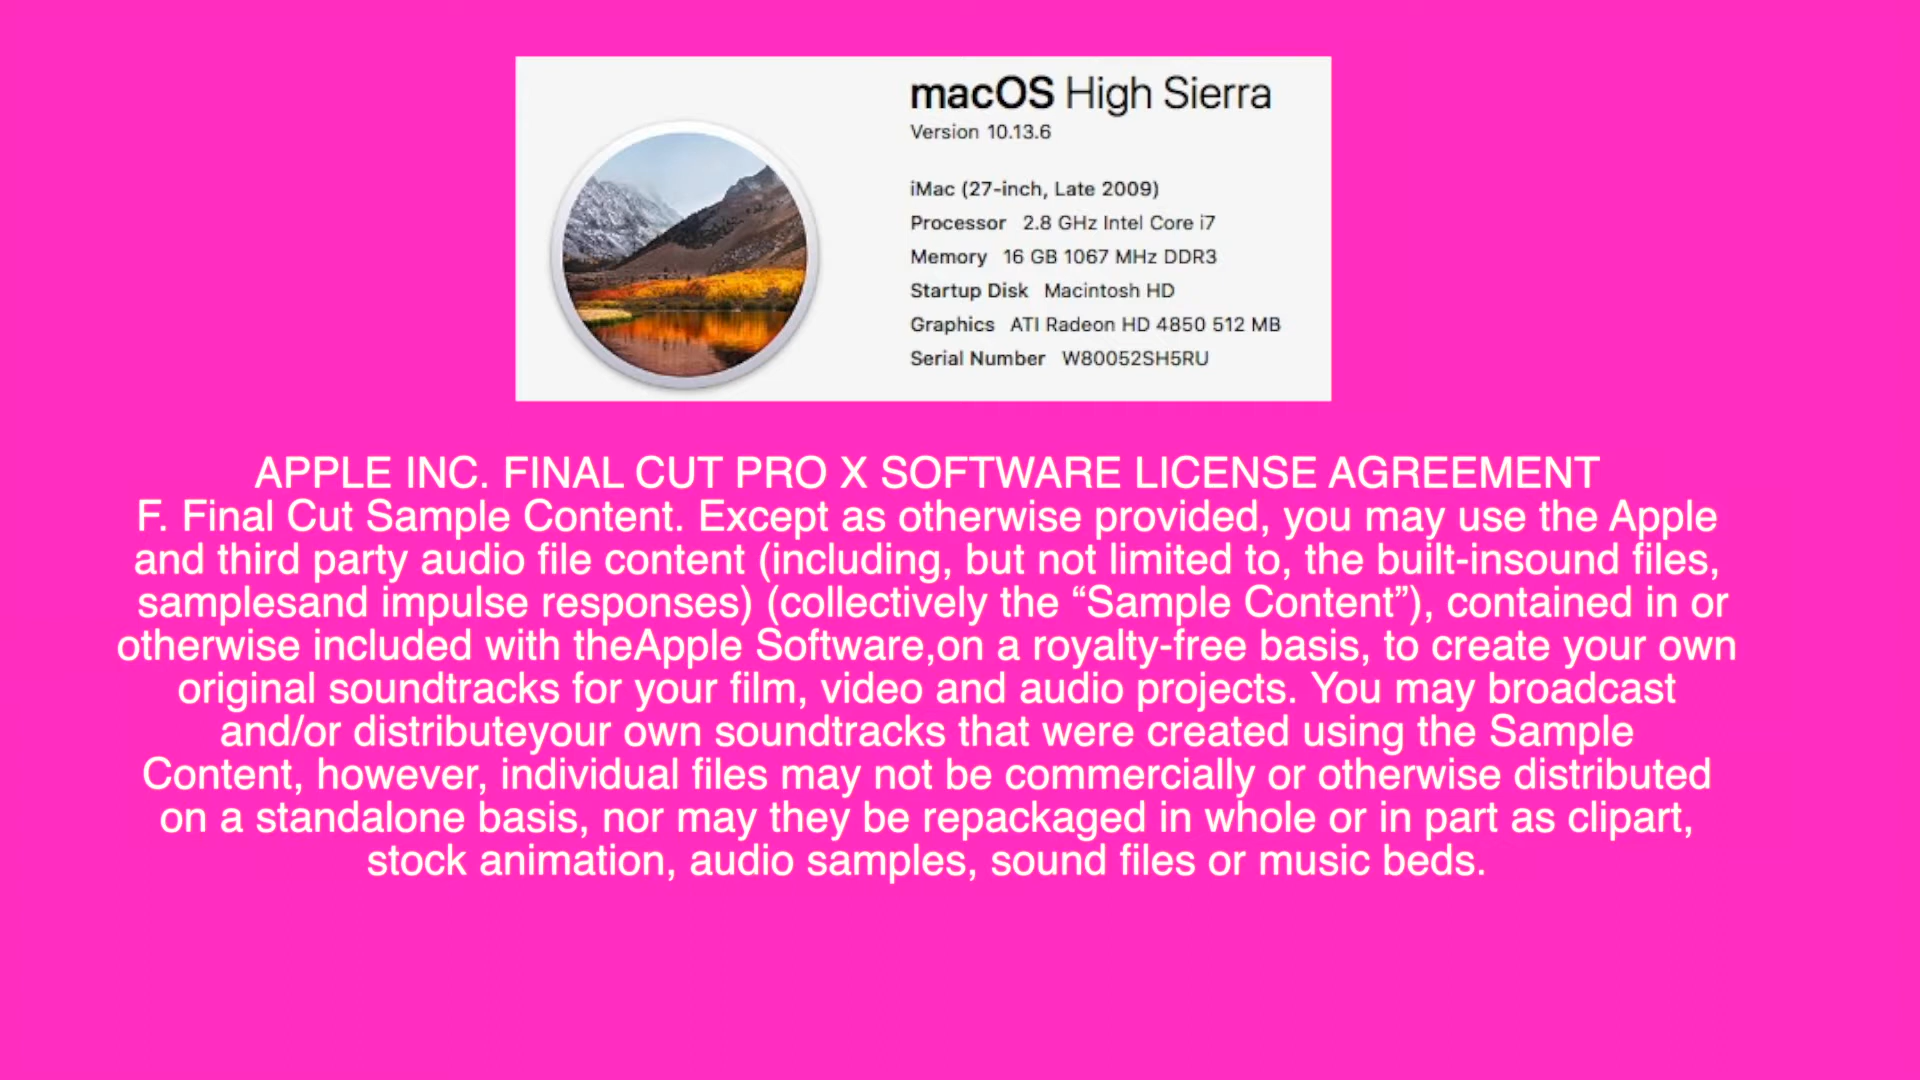 macOS High Sierra
Version 10.13.6
iMac (27-inch, Late 2009)
Processor 2.8 GHz Intel Core i7
Memory 16 GB 1067 MHz DDR3
Startup Disk Macintosh HD
Graphics ATI Radeon HD 4850 512 MB
Serial Number W80052SH5RU
APPLE INC. FINAL CUT PRO X SOFTWARE LICENSE AGREEMENT
F. Final Cut Sample Content. Except as otherwise provided, you may use the Apple
and third party audio file content (including, but not limited to, the built-insound files,
samplesand impulse responses) (collectively the “Sample Content”), contained in or
otherwise included with theApple Software,on a royalty-free basis, to create your own
original soundtracks for your film, video and audio projects. You may broadcast
and/or distributeyour own soundtracks that were created using the Sample
Content, however, individual files may not be commercially or otherwise distributed
on a standalone basis, nor may they be repackaged in whole or in part as clipart,
stock animation, audio samples, sound files or music beds.